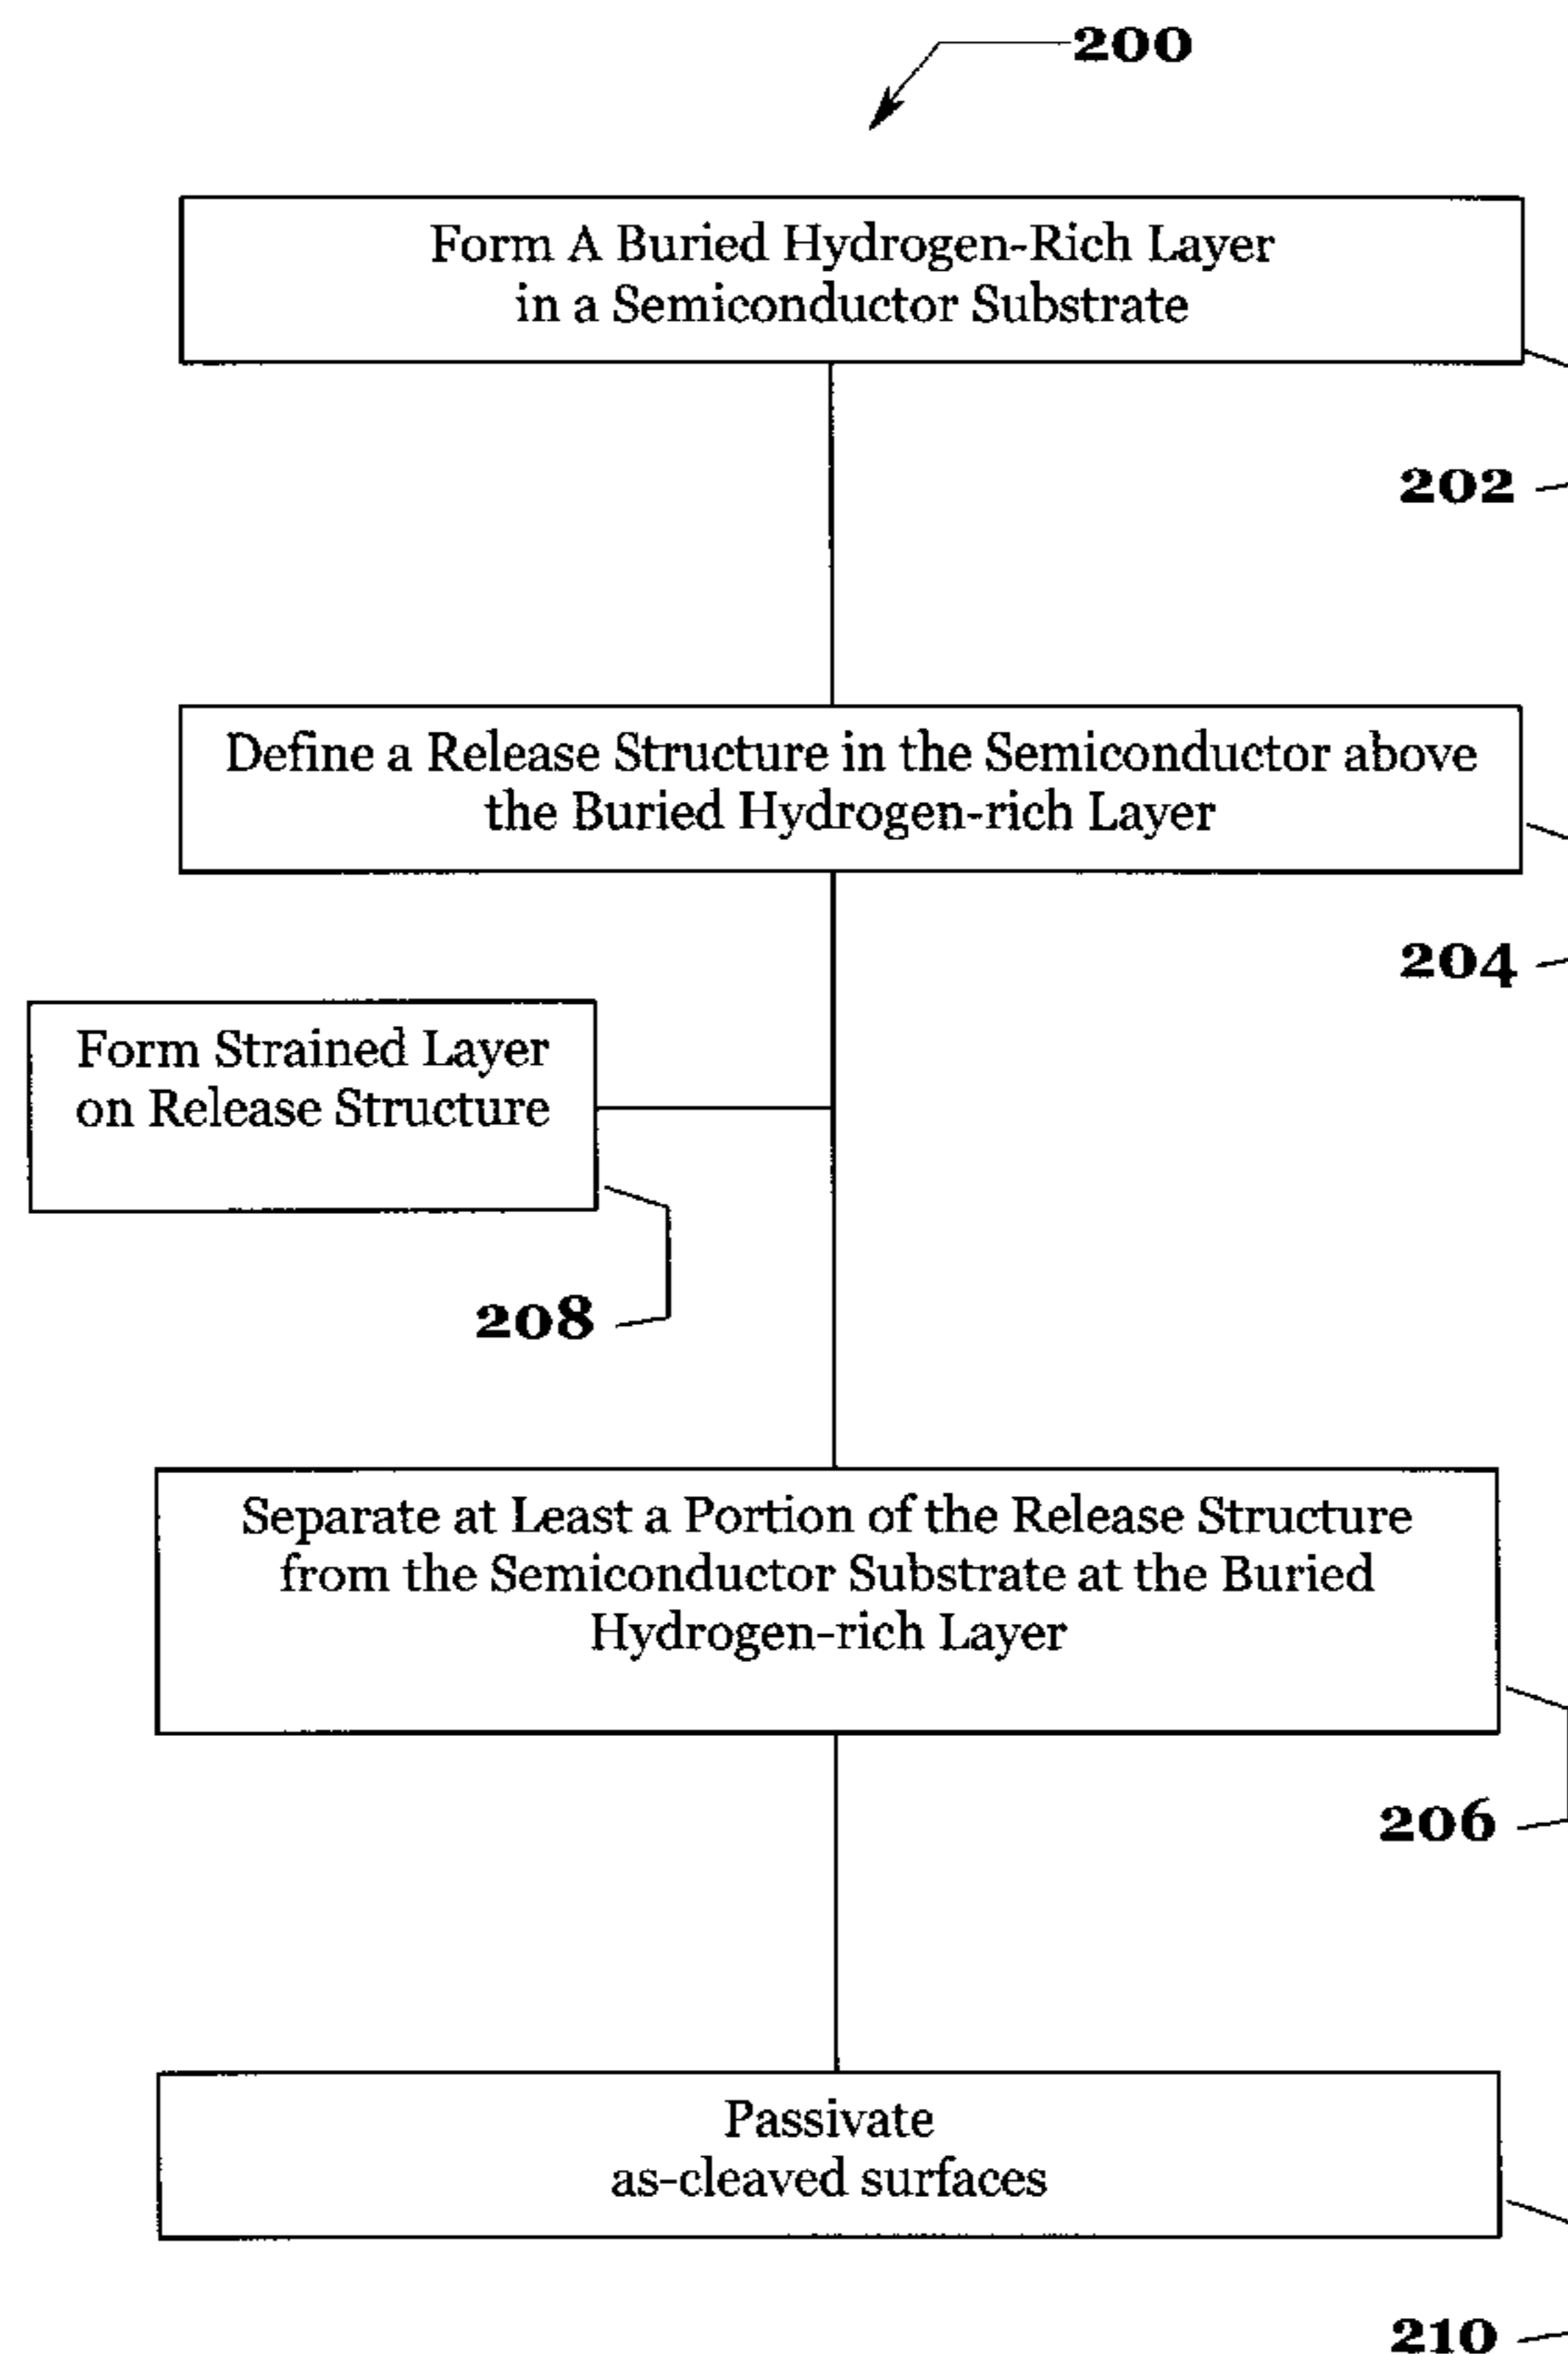 200
Form A Buried Hydrogen-Rich Layer
in a Semiconductor Substrate
202
Define a Release Structure in the Semiconductor above
the Buried Hydrogen-rich Layer
204
Form Strained Layer
on Release Structure
208
Separate at Least a Portion of the Release Structure
from the Semiconductor Substrate at the Buried
Hydrogen-rich Layer
206
Passivate
as-cleaved surfaces
210